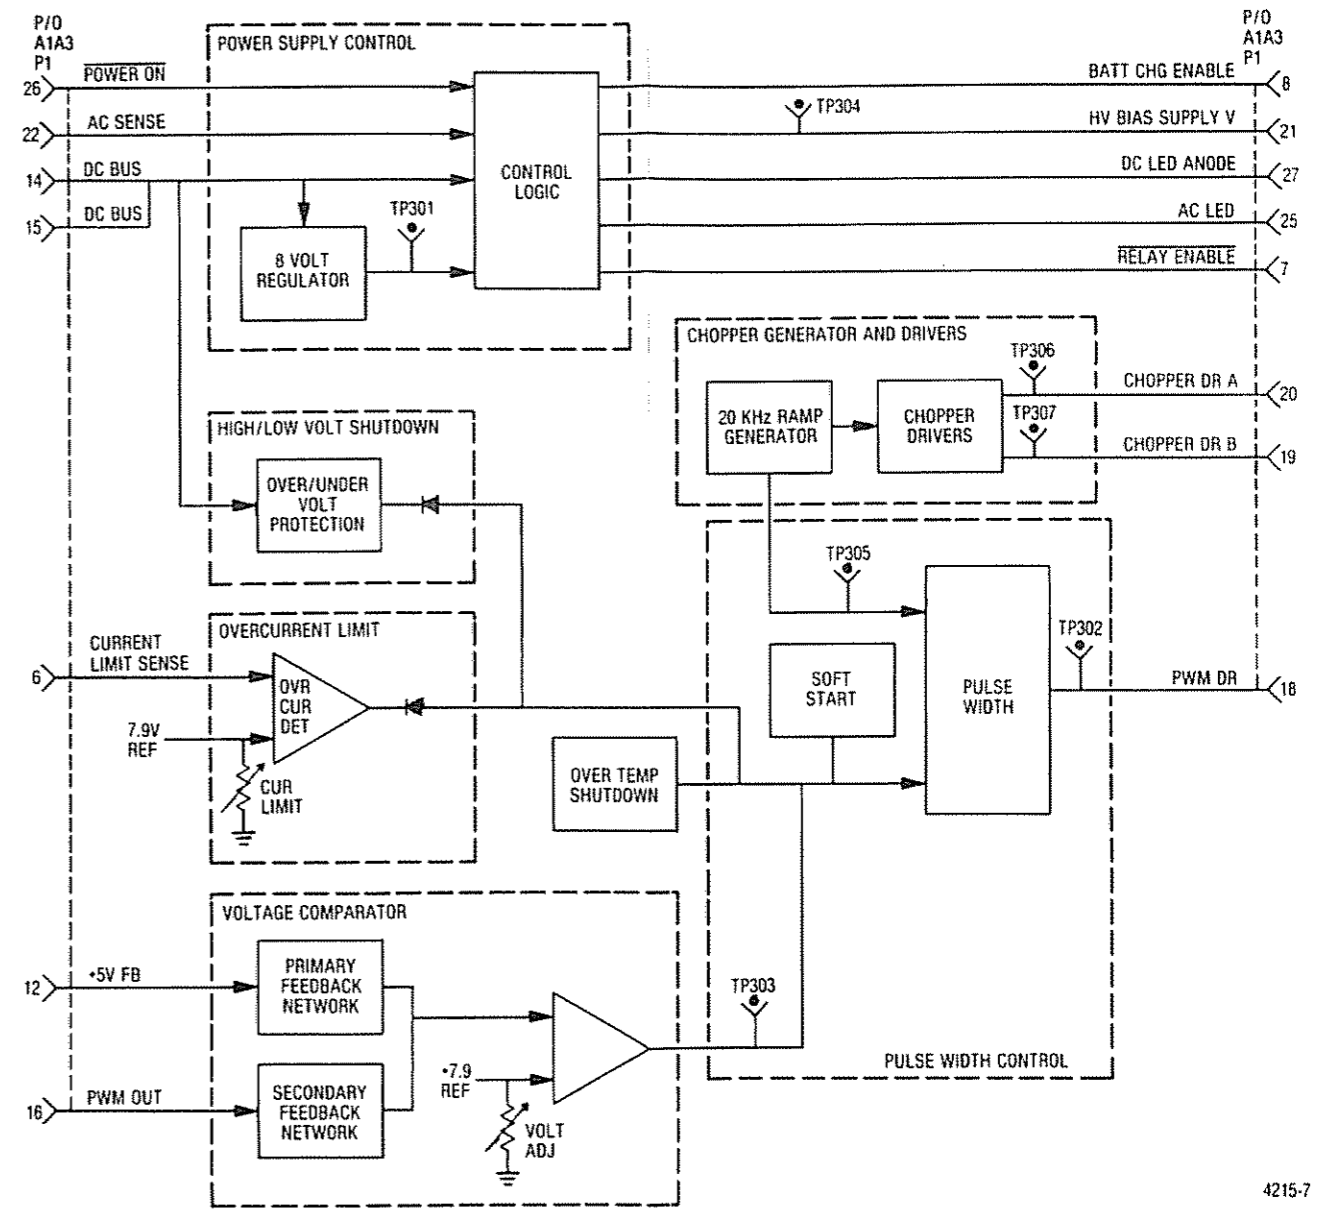 P/O
A1A3
P1
P/O
A1A3
P1
POWER SUPPLY CONTROL
26
POWER ON
BATT CHG ENABLE
8
22
AC SENSE
TP304
HV BIAS SUPPLY V
21
14
DC BUS
CONTROL
LOGIC
DC LED ANODE
27
15
DC BUS
TP301
AC LED
25
8 VOLT
REGULATOR
RELAY ENABLE
7
CHOPPER GENERATOR AND DRIVERS
TP306
CHOPPER DR A
20
20 KHz RAMP
GENERATOR
CHOPPER
DRIVERS
TP307
CHOPPER DR B
19
HIGH/LOW VOLT SHUTDOWN
OVER/UNDER
VOLT
PROTECTION
TP305
OVERCURRENT LIMIT
CURRENT
LIMIT SENSE
6
OVR
CUR
DET
7.9V
REF
CUR
LIMIT
SOFT
START
PULSE
WIDTH
TP302
PWM DR
18
OVER TEMP
SHUTDOWN
VOLTAGE COMPARATOR
12
+5V FB
PRIMARY
FEEDBACK
NETWORK
TP303
+7.9
REF
PULSE WIDTH CONTROL
16
PWM OUT
SECONDARY
FEEDBACK
NETWORK
VOLT
ADJ
4215-7